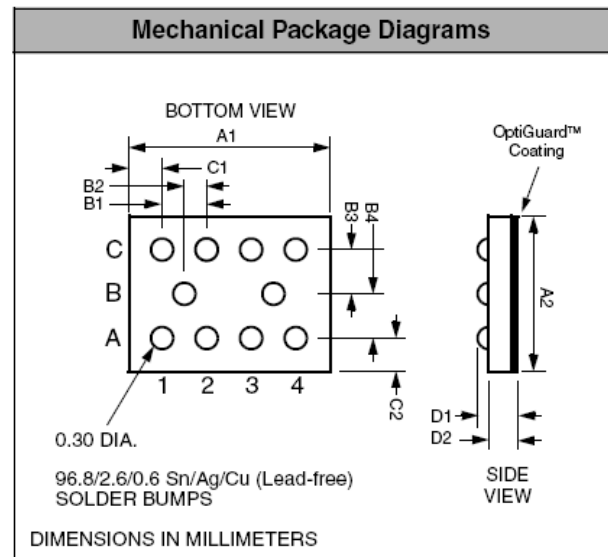 Mechanical Package Diagrams
BOTTOM VIEW
A1
OptiGuard™
Coating
C1
B2
B1
B3
B4
C
B
A
A2
1 2 3 4
C2
D1
D2
0.30 DIA.
SIDE
VIEW
96.8/2.6/0.6 Sn/Ag/Cu (Lead-free)
SOLDER BUMPS
DIMENSIONS IN MILLIMETERS